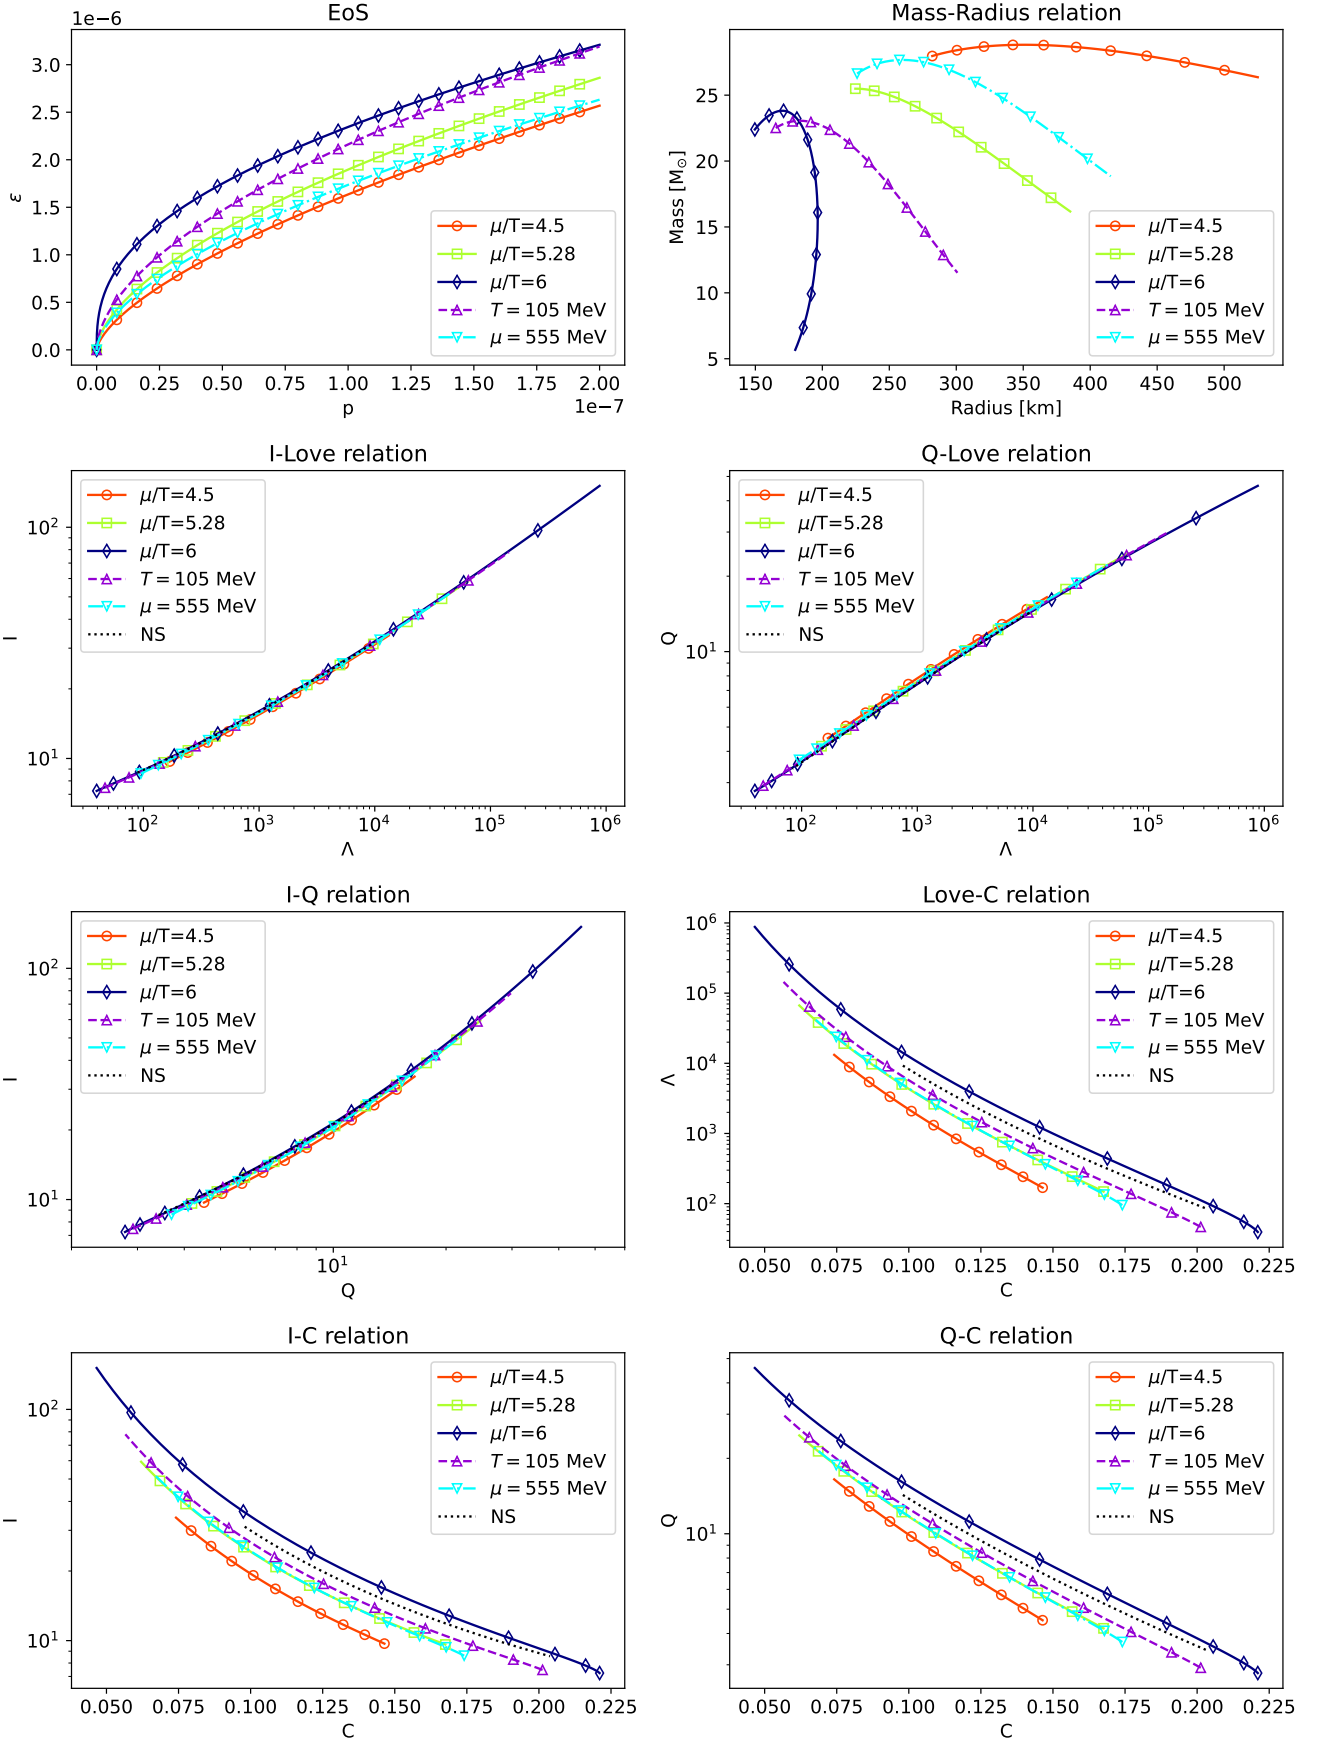 EoS
1e−6
3.0
2.5
2.0
1.5
1.0
0.5
0.0
ε
0.00 0.25 0.50 0.75 1.00 1.25 1.50 1.75 2.00
1e−7
p
μ/T=4.5
μ/T=5.28
μ/T=6
T = 105 MeV
μ = 555 MeV
Mass-Radius relation
25
20
15
10
5
Mass [M⊙]
150 200 250 300 350 400 450 500
Radius [km]
μ/T=4.5
μ/T=5.28
μ/T=6
T = 105 MeV
μ = 555 MeV
I-Love relation
10²
10¹
I
10² 10³ 10⁴ 10⁵ 10⁶
Λ
μ/T=4.5
μ/T=5.28
μ/T=6
T = 105 MeV
μ = 555 MeV
NS
Q-Love relation
10¹
Q
10² 10³ 10⁴ 10⁵ 10⁶
Λ
μ/T=4.5
μ/T=5.28
μ/T=6
T = 105 MeV
μ = 555 MeV
NS
I-Q relation
10²
10¹
I
10¹
Q
μ/T=4.5
μ/T=5.28
μ/T=6
T = 105 MeV
μ = 555 MeV
NS
Love-C relation
10⁶
10⁵
10⁴
10³
10²
Λ
0.050 0.075 0.100 0.125 0.150 0.175 0.200 0.225
C
μ/T=4.5
μ/T=5.28
μ/T=6
T = 105 MeV
μ = 555 MeV
NS
I-C relation
10²
10¹
I
0.050 0.075 0.100 0.125 0.150 0.175 0.200 0.225
C
μ/T=4.5
μ/T=5.28
μ/T=6
T = 105 MeV
μ = 555 MeV
NS
Q-C relation
10¹
Q
0.050 0.075 0.100 0.125 0.150 0.175 0.200 0.225
C
μ/T=4.5
μ/T=5.28
μ/T=6
T = 105 MeV
μ = 555 MeV
NS